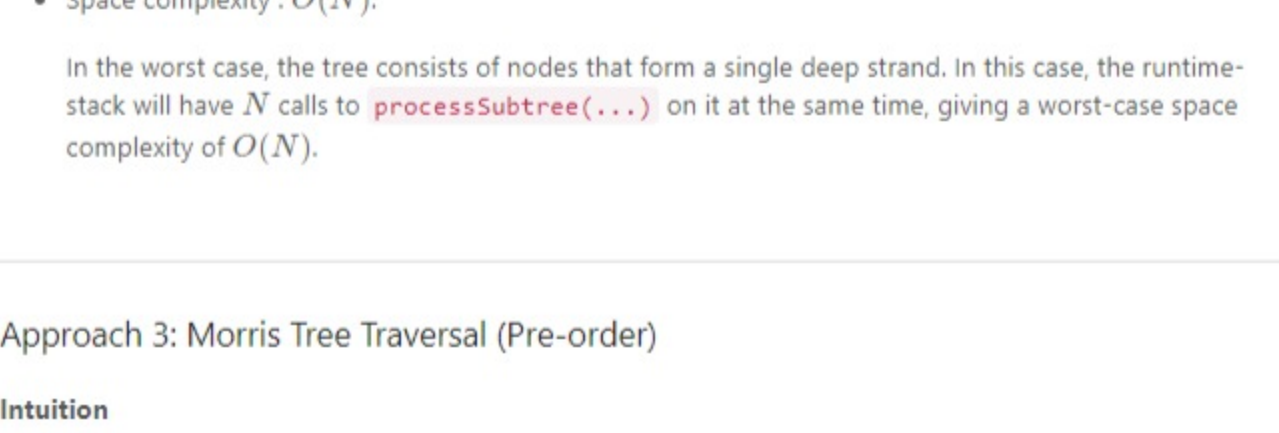 • Space complexity : O(N).
In the worst case, the tree consists of nodes that form a single deep strand. In this case, the runtime-
stack will have N calls to processSubtree(...) on it at the same time, giving a worst-case space
complexity of O(N).
Approach 3: Morris Tree Traversal (Pre-order)
Intuition